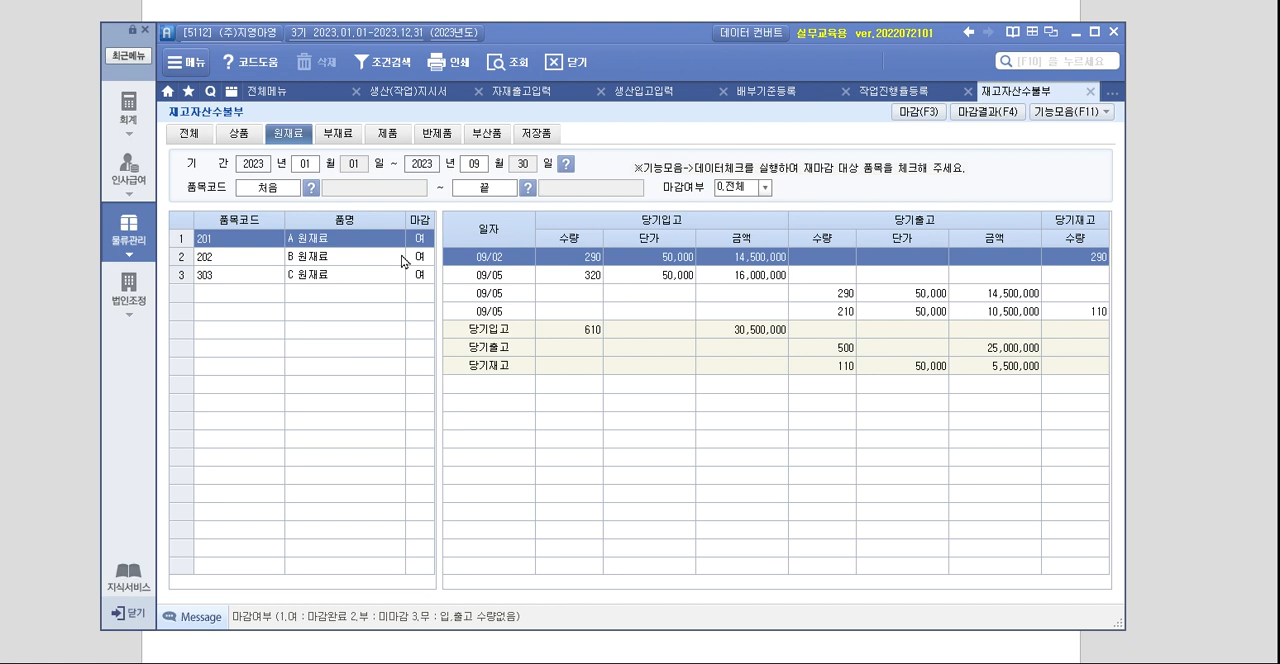 [5112] (주)지영아영 3기 2023.01.01-2023.12.31 (2023년도) 데이터 컨버트 실무교육용 ver.2022072101
최근메뉴
메뉴 ? 코드도움 삭제 조건검색 인쇄 조회 닫기 [F10] 을 누르세요
전체메뉴 생산(작업)지시서 자재출고입력 생산입고입력 배부기준등록 작업진행율등록 재고자산수불부 ...
재고자산수불부 마감(F3) 마감결과(F4) 기능모음(F11)
전체 상품 원재료 부재료 제품 반제품 부산품 저장품
기 간 2023 년 01 월 01 일 ~ 2023 년 09 월 30 일 ? ※기능모음->데이터체크를 실행하여 재마감 대상 품목을 체크해 주세요.
품목코드 처음 ? ~ 끝 ? 마감여부 0.전체
회계
인사급여
물류관리
법인조정
지식서비스
닫기
품목코드 품명 마감
1 201 A 원재료 여
2 202 B 원재료 여
3 303 C 원재료 여
일자 당기입고 당기출고 당기재고
수량 단가 금액 수량 단가 금액 수량
09/02 290 50,000 14,500,000 290
09/05 320 50,000 16,000,000
09/05 290 50,000 14,500,000
09/05 210 50,000 10,500,000 110
당기입고 610 30,500,000
당기출고 500 25,000,000
당기재고 110 50,000 5,500,000
Message 마감여부 (1.여 : 마감완료 2.부 : 미마감 3.무 : 입.출고 수량없음)